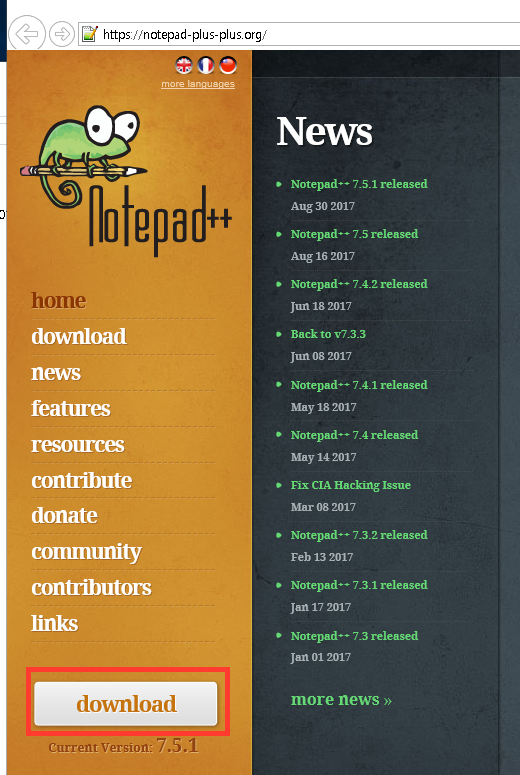 https://notepad-plus-plus.org/
more languages
Notepad++
home
download
news
features
resources
contribute
donate
community
contributors
links
download
Current Version: 7.5.1
News
Notepad++ 7.5.1 released
Aug 30 2017
Notepad++ 7.5 released
Aug 16 2017
Notepad++ 7.4.2 released
Jun 18 2017
Back to v7.3.3
Jun 08 2017
Notepad++ 7.4.1 released
May 18 2017
Notepad++ 7.4 released
May 14 2017
Fix CIA Hacking Issue
Mar 08 2017
Notepad++ 7.3.2 released
Feb 13 2017
Notepad++ 7.3.1 released
Jan 17 2017
Notepad++ 7.3 released
Jan 01 2017
more news »